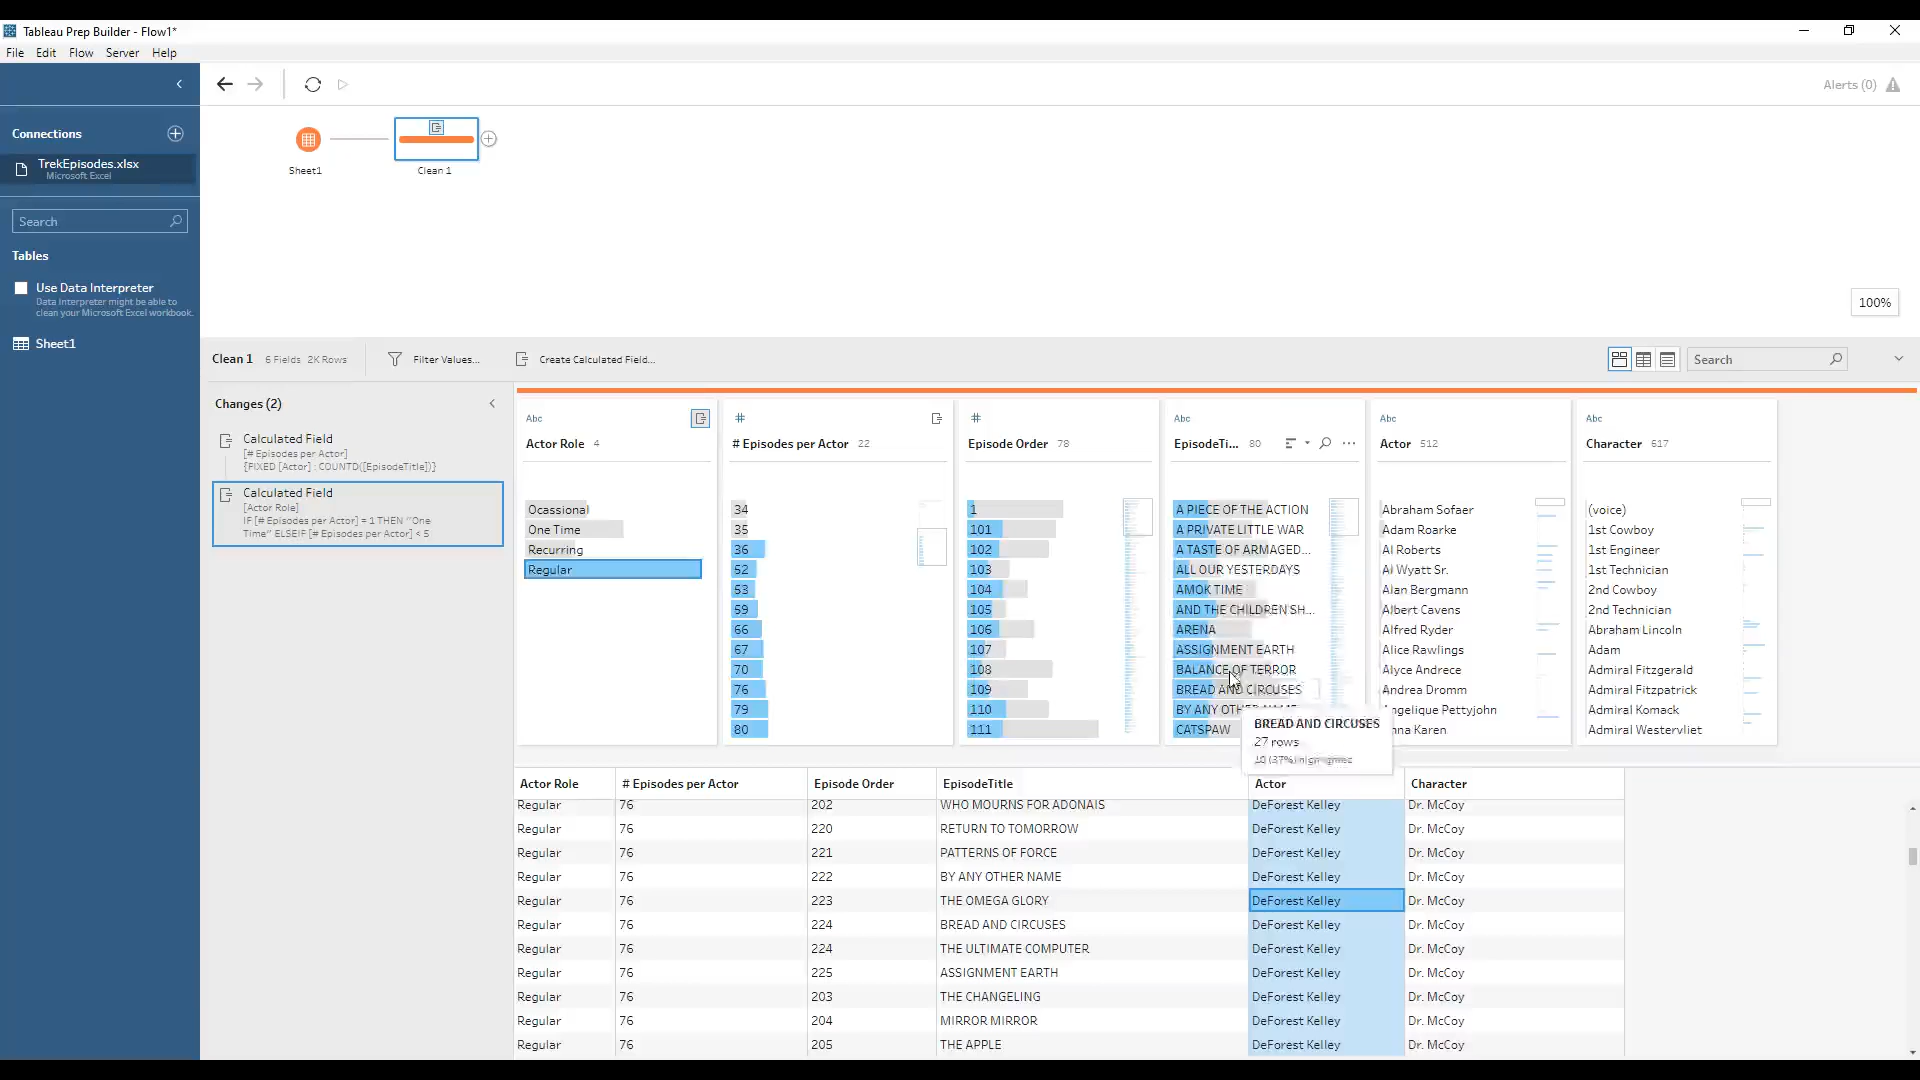 Tableau Prep Builder - Flow1*
File Edit Flow Server Help
Alerts (0)
Connections
TrekEpisodes.xlsx
Microsoft Excel
Search
Tables
Use Data Interpreter
Data Interpreter might be able to
clean your Microsoft Excel workbook.
Sheet1
Sheet1
Clean 1
100%
Clean 1 6 Fields 2K Rows Filter Values... Create Calculated Field... Search
Changes (2)
Calculated Field
[# Episodes per Actor]
{FIXED [Actor] : COUNTD([EpisodeTitle])}
Calculated Field
[Actor Role]
IF [# Episodes per Actor] = 1 THEN "One
Time" ELSEIF [# Episodes per Actor] < 5
Abc
Actor Role 4
Ocassional
One Time
Recurring
Regular
#
# Episodes per Actor 22
34
35
36
52
53
59
66
67
70
76
79
80
#
Episode Order 78
1
101
102
103
104
105
106
107
108
109
110
111
Abc
EpisodeTi... 80
A PIECE OF THE ACTION
A PRIVATE LITTLE WAR
A TASTE OF ARMAGED...
ALL OUR YESTERDAYS
AMOK TIME
AND THE CHILDREN SH...
ARENA
ASSIGNMENT EARTH
BALANCE OF TERROR
BREAD AND CIRCUSES
BY ANY OTHER NAME
CATSPAW
BREAD AND CIRCUSES
27 rows
10 (37%) highlighted
Abc
Actor 512
Abraham Sofaer
Adam Roarke
Al Roberts
Al Wyatt Sr.
Alan Bergmann
Albert Cavens
Alfred Ryder
Alice Rawlings
Alyce Andrece
Andrea Dromm
ngelique Pettyjohn
nna Karen
Abc
Character 617
(voice)
1st Cowboy
1st Engineer
1st Technician
2nd Cowboy
2nd Technician
Abraham Lincoln
Adam
Admiral Fitzgerald
Admiral Fitzpatrick
Admiral Komack
Admiral Westervliet
Actor Role # Episodes per Actor Episode Order EpisodeTitle Actor Character
Regular 76 202 WHO MOURNS FOR ADONAIS DeForest Kelley Dr. McCoy
Regular 76 220 RETURN TO TOMORROW DeForest Kelley Dr. McCoy
Regular 76 221 PATTERNS OF FORCE DeForest Kelley Dr. McCoy
Regular 76 222 BY ANY OTHER NAME DeForest Kelley Dr. McCoy
Regular 76 223 THE OMEGA GLORY DeForest Kelley Dr. McCoy
Regular 76 224 BREAD AND CIRCUSES DeForest Kelley Dr. McCoy
Regular 76 224 THE ULTIMATE COMPUTER DeForest Kelley Dr. McCoy
Regular 76 225 ASSIGNMENT EARTH DeForest Kelley Dr. McCoy
Regular 76 203 THE CHANGELING DeForest Kelley Dr. McCoy
Regular 76 204 MIRROR MIRROR DeForest Kelley Dr. McCoy
Regular 76 205 THE APPLE DeForest Kelley Dr. McCoy